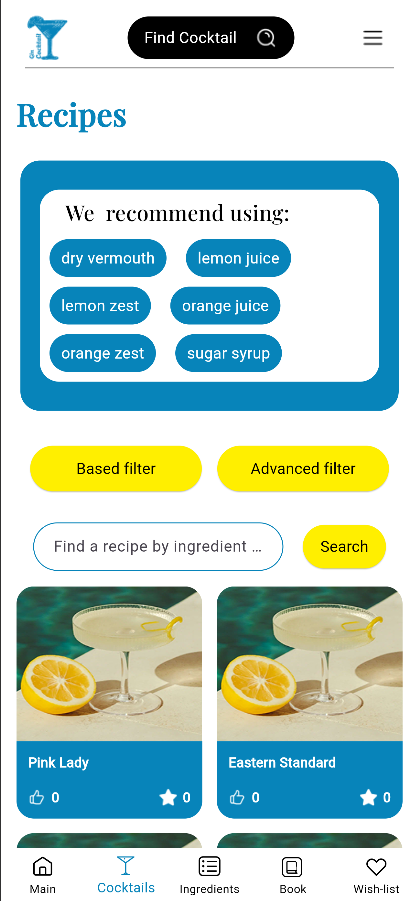 Gin
Cocktail
Find Cocktail
Recipes
We recommend using:
dry vermouth
lemon juice
lemon zest
orange juice
orange zest
sugar syrup
Based filter
Advanced filter
Find a recipe by ingredient ...
Search
Pink Lady
Eastern Standard
0
0
0
0
Main
Cocktails
Ingredients
Book
Wish-list